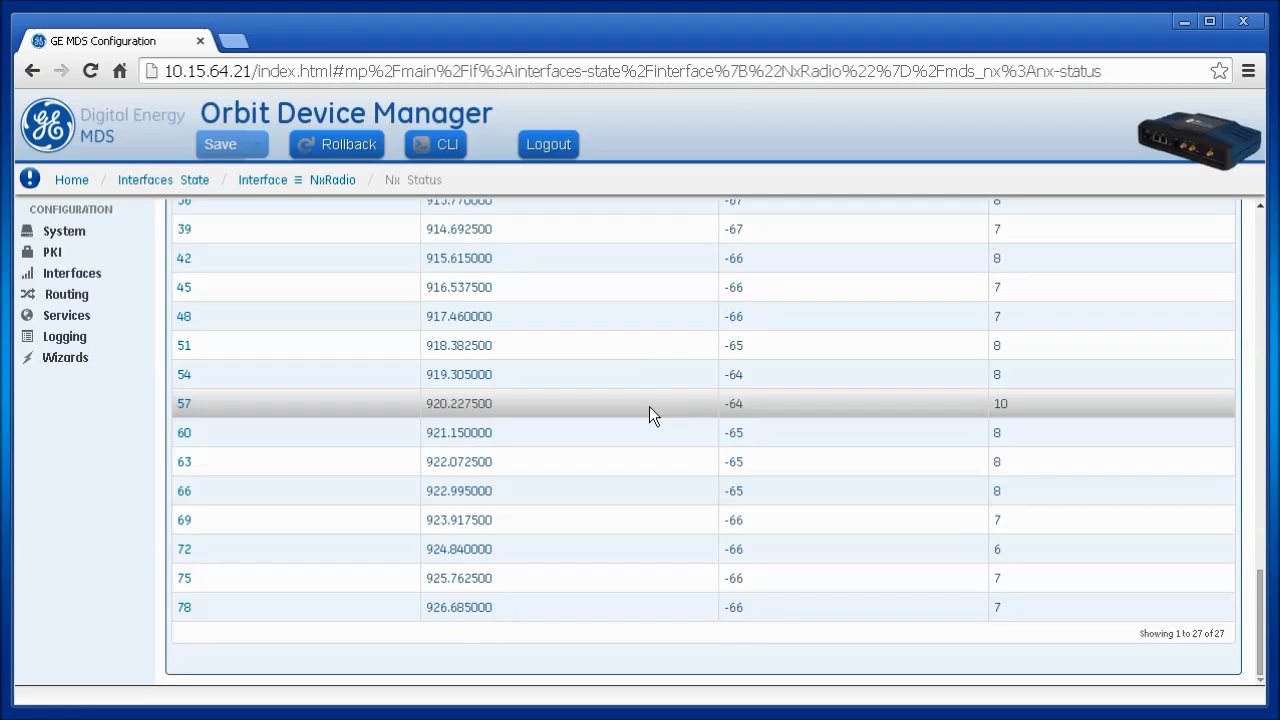 GE MDS Configuration
10.15.64.21/index.html#mp%2Fmain%2Fif%3Ainterfaces-state%2Finterface%7B%22NxRadio%22%7D%2Fmds_nx%3Anx-status
Digital Energy
MDS
Orbit Device Manager
Save
Rollback
CLI
Logout
Home / Interfaces State / Interface ≡ NxRadio / Nx Status
CONFIGURATION
System
PKI
Interfaces
Routing
Services
Logging
Wizards
36 913.770000 -67 8
39 914.692500 -67 7
42 915.615000 -66 8
45 916.537500 -66 7
48 917.460000 -66 7
51 918.382500 -65 8
54 919.305000 -64 8
57 920.227500 -64 10
60 921.150000 -65 8
63 922.072500 -65 8
66 922.995000 -65 8
69 923.917500 -66 7
72 924.840000 -66 6
75 925.762500 -66 7
78 926.685000 -66 7
Showing 1 to 27 of 27